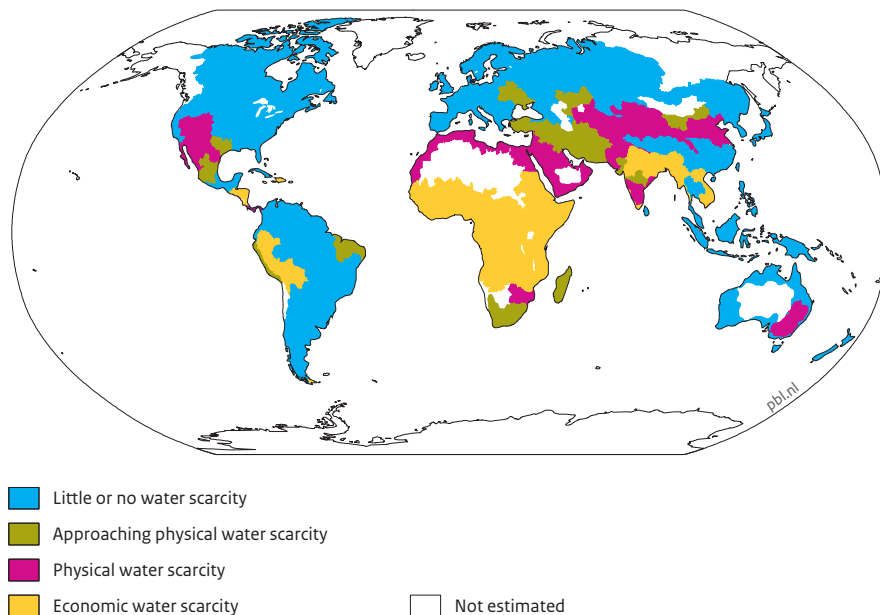 pbl.nl
Little or no water scarcity
Approaching physical water scarcity
Physical water scarcity
Economic water scarcity
Not estimated